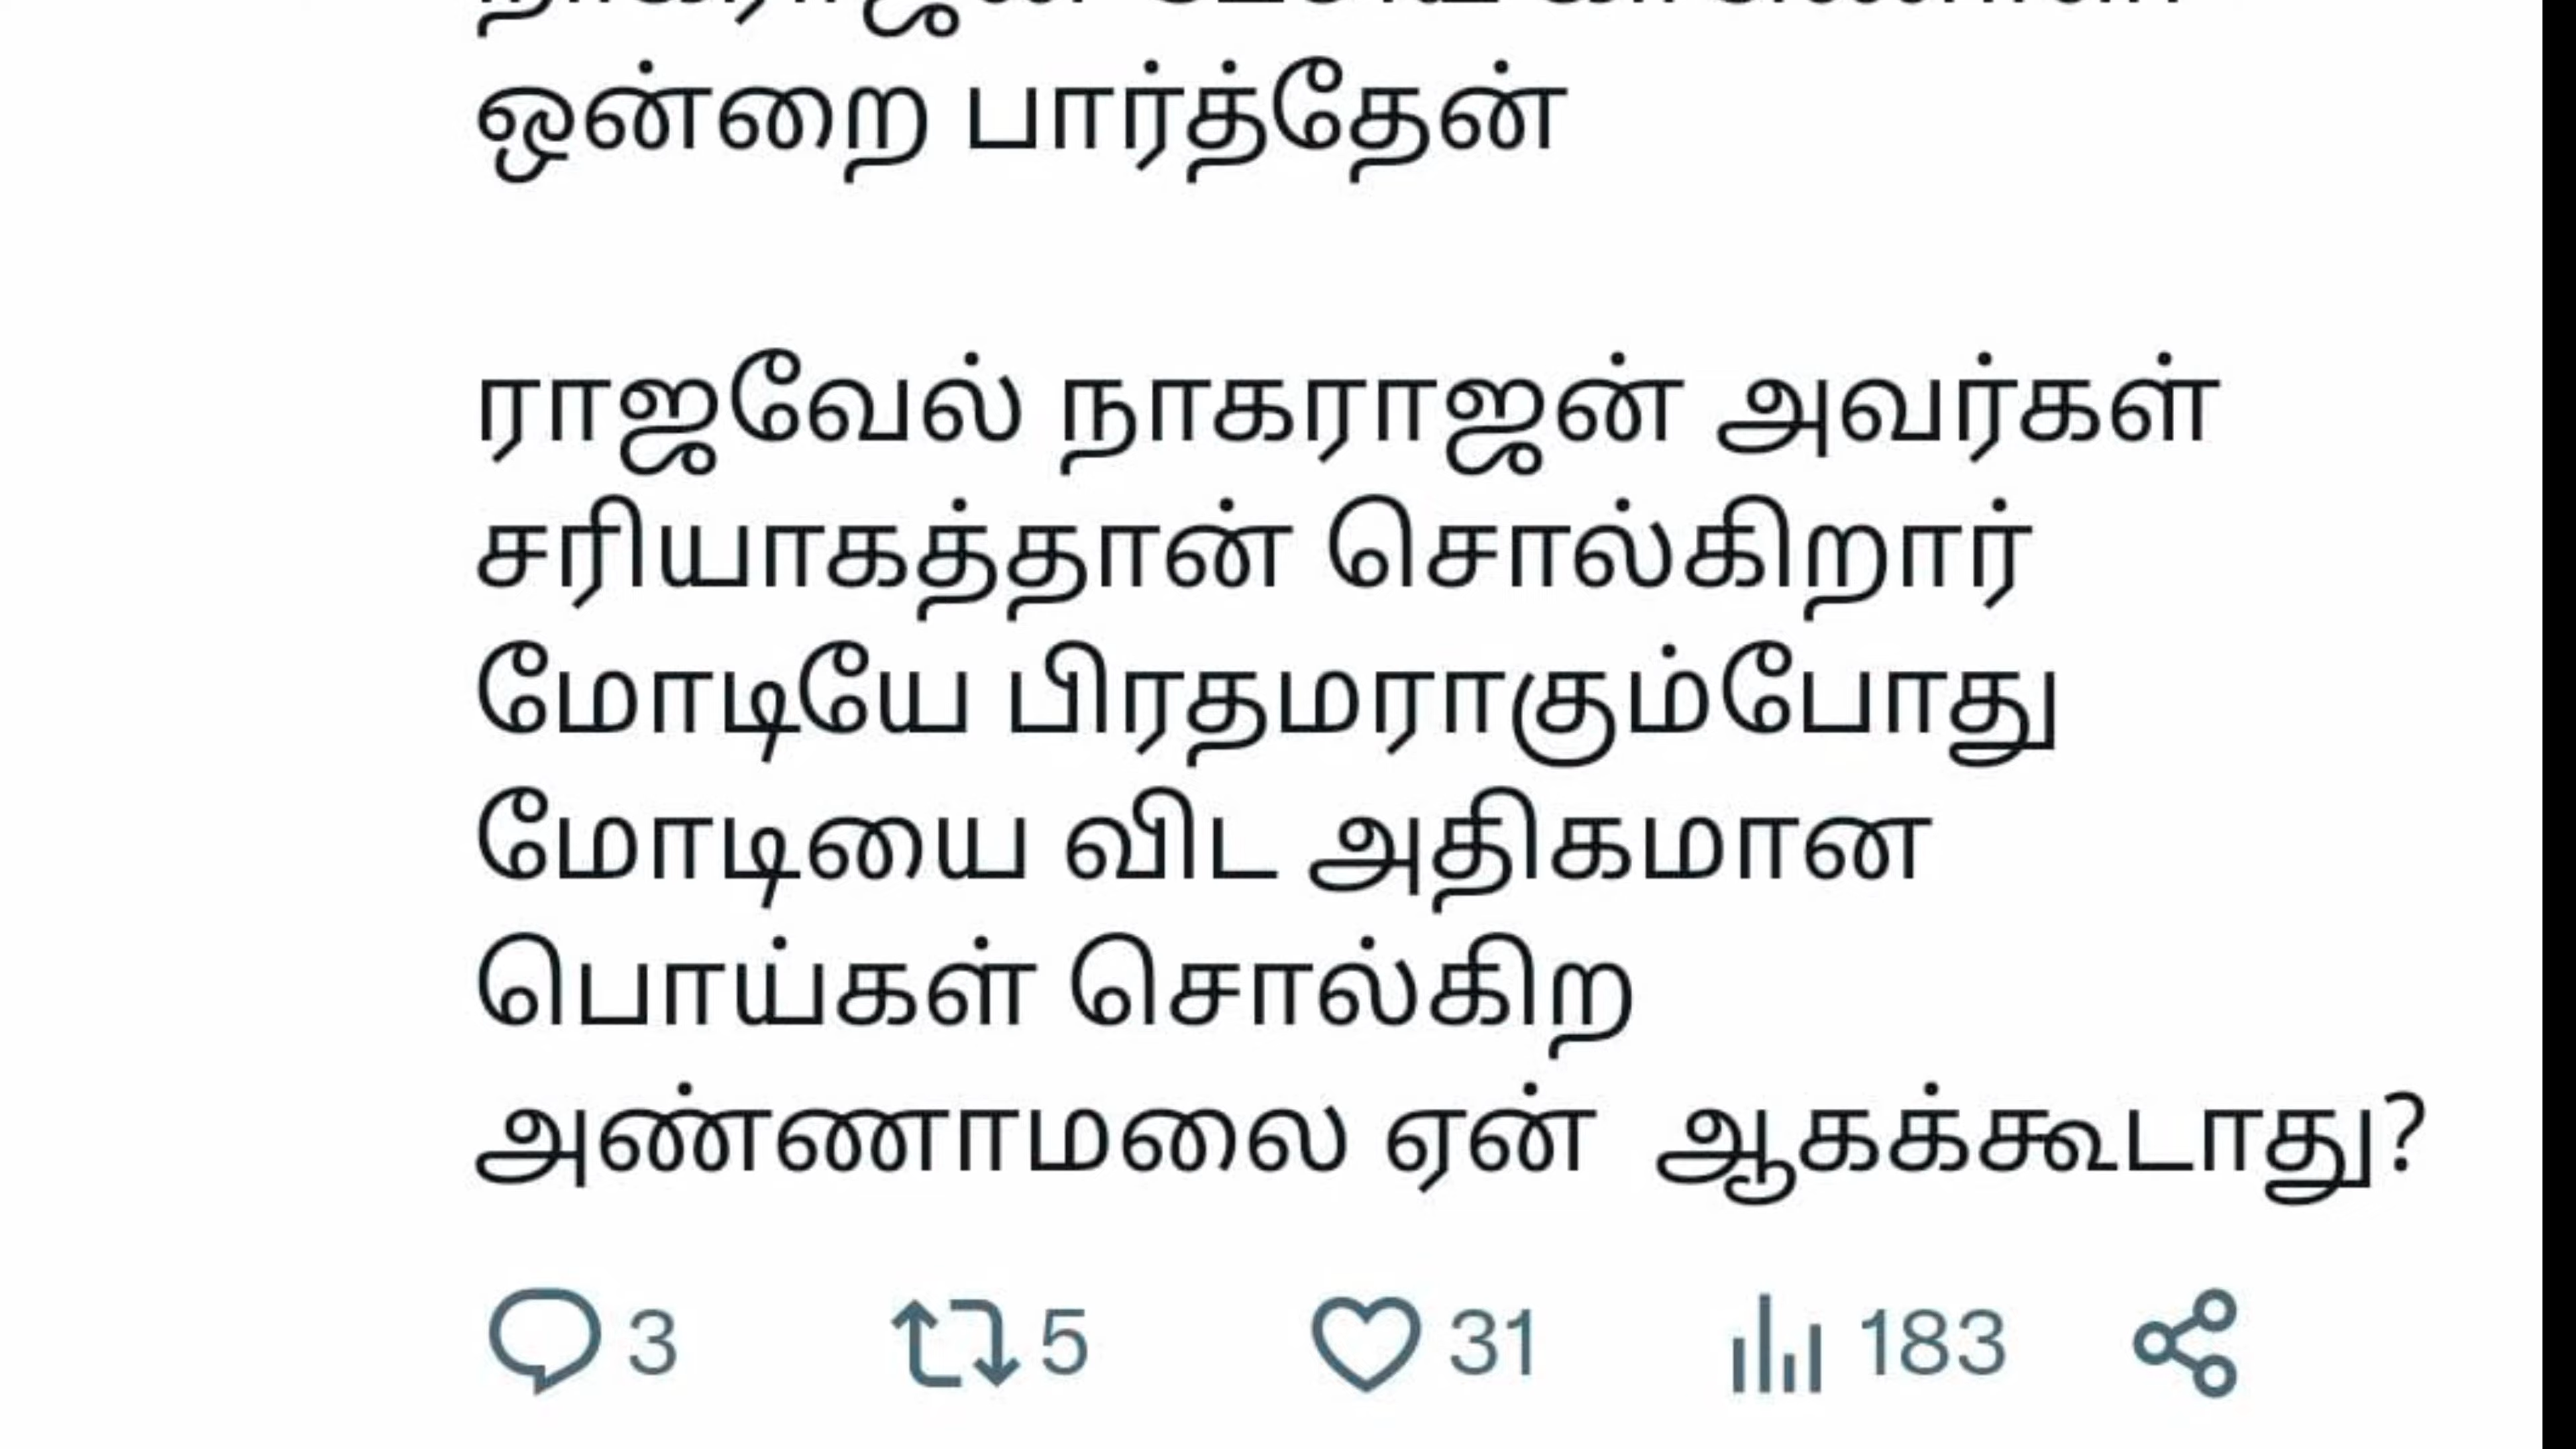 ஒன்றை பார்த்தேன்
ராஜவேல் நாகராஜன் அவர்கள்
சரியாகத்தான் சொல்கிறார்
மோடியே பிரதமராகும்போது
மோடியை விட அதிகமான
பொய்கள் சொல்கிற
அண்ணாமலை ஏன் ஆகக்கூடாது?
3 5 31 183